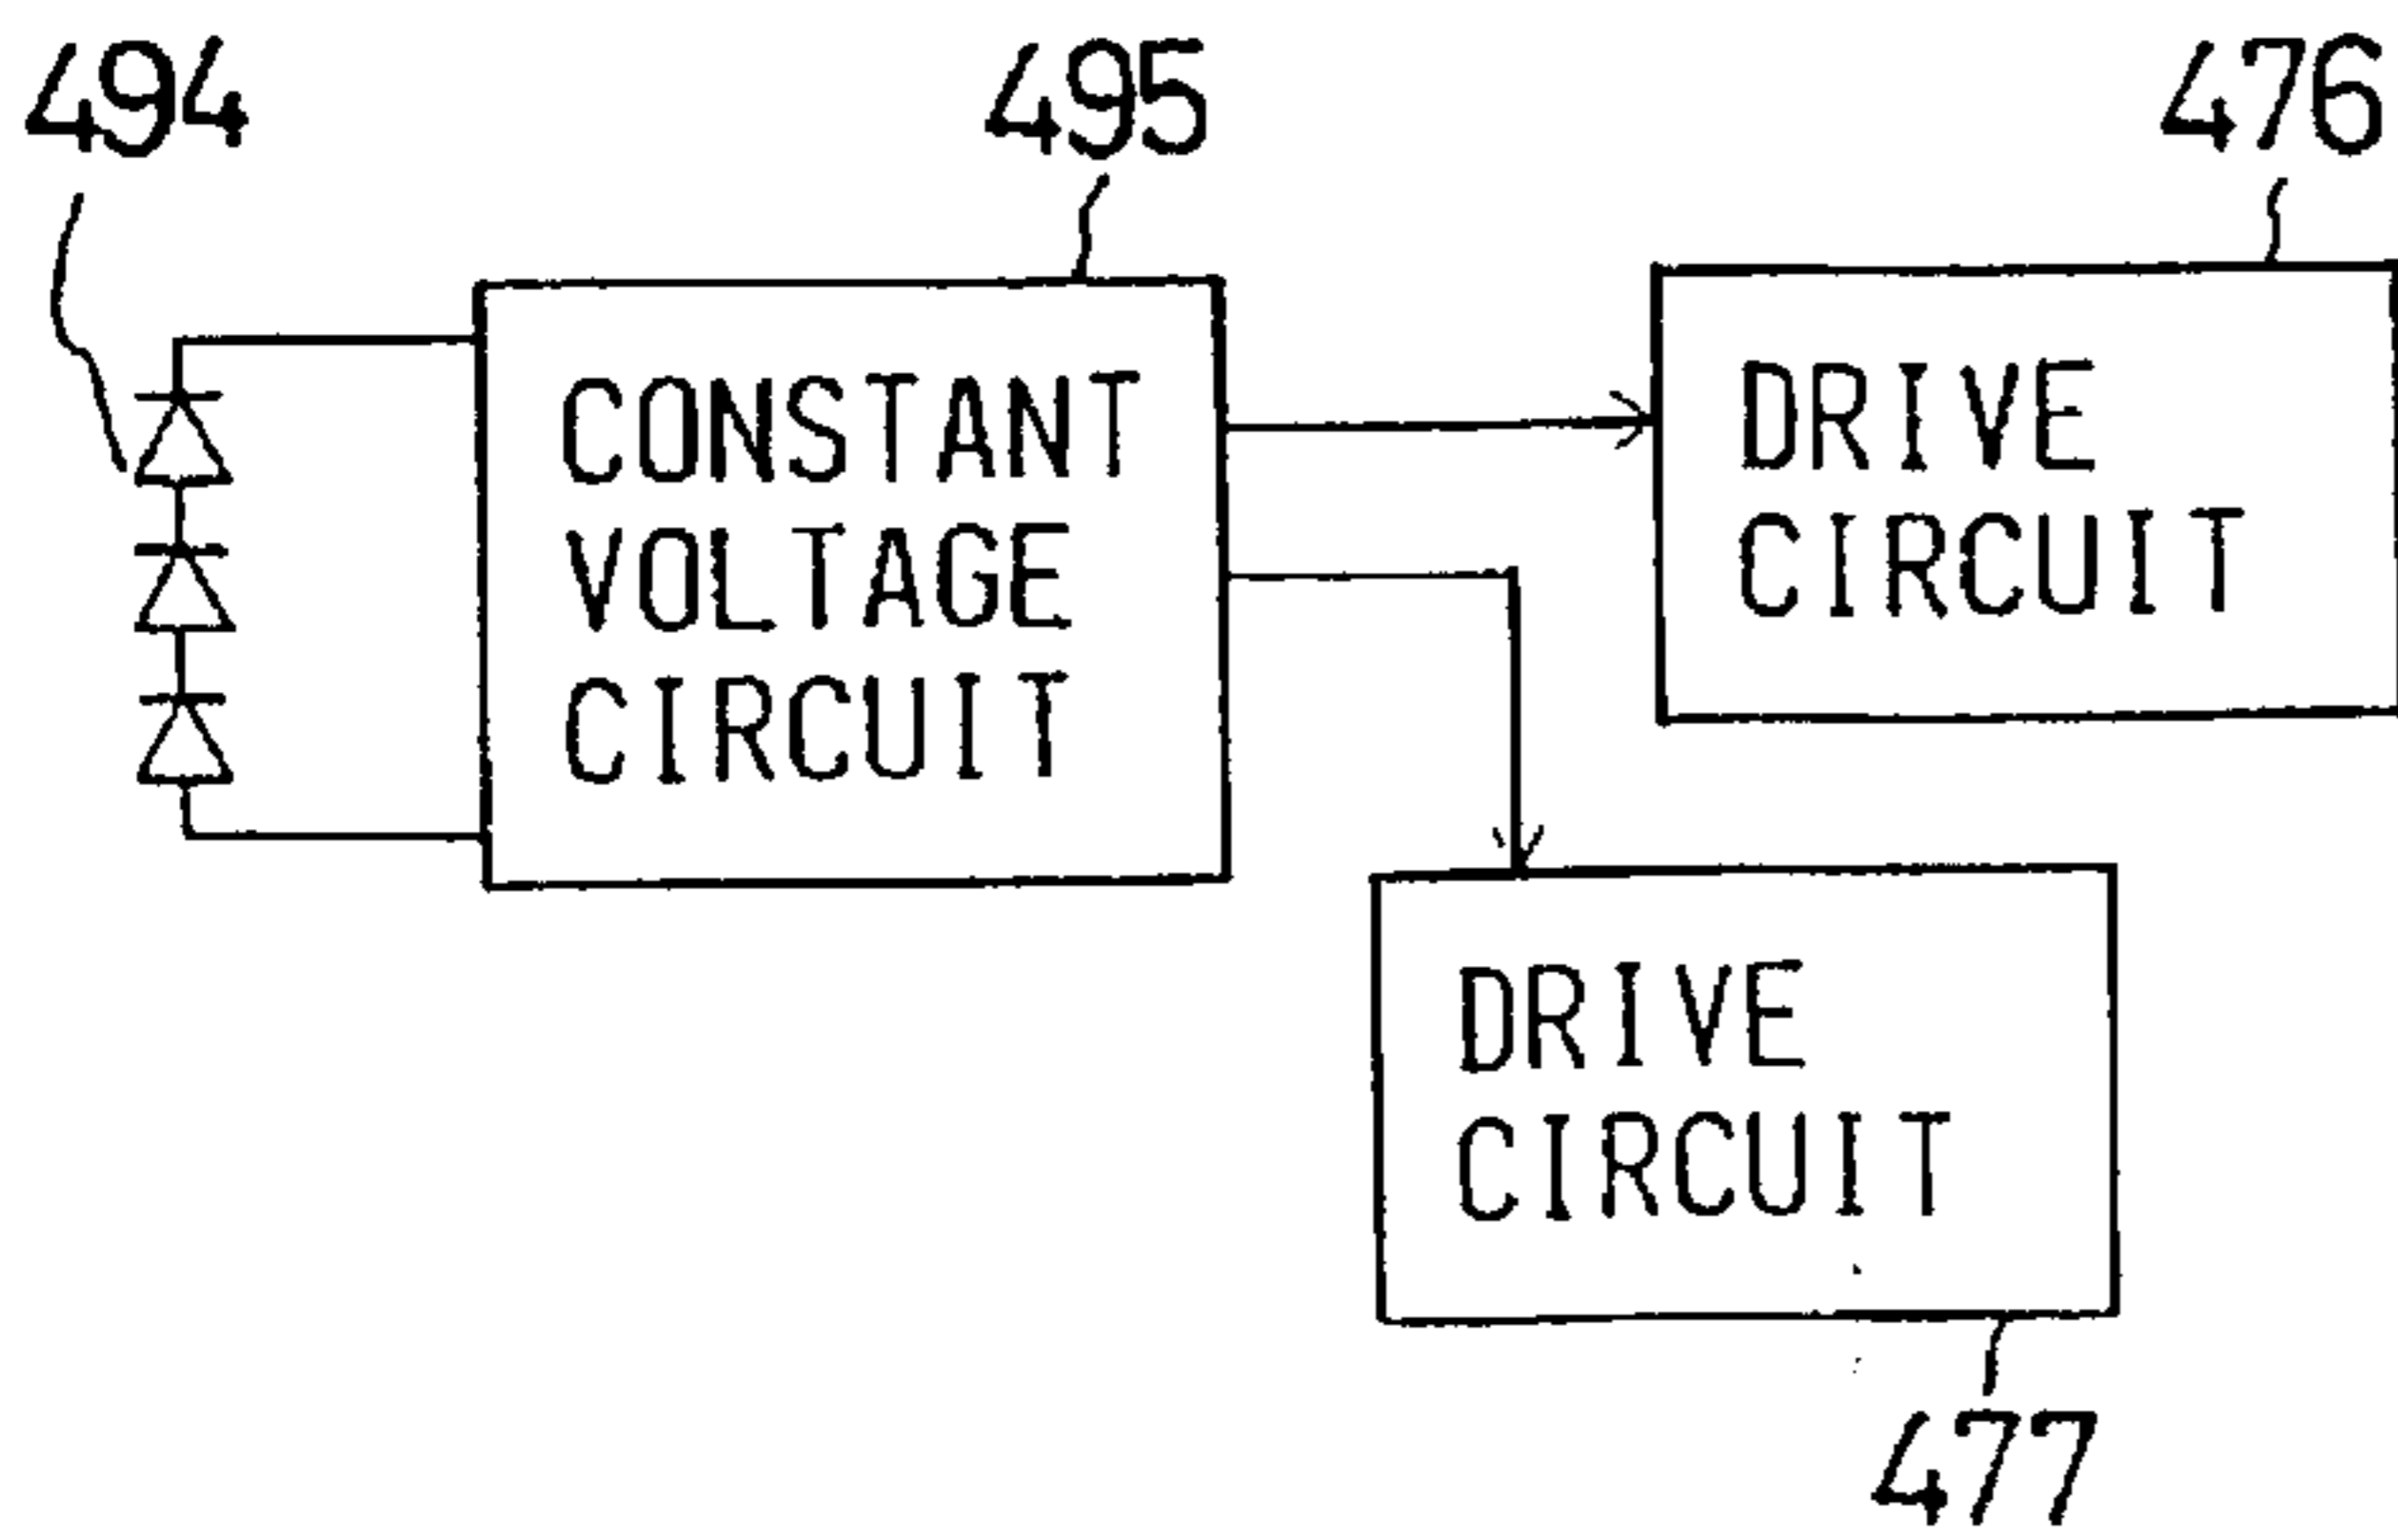 494
495
476
CONSTANT
VOLTAGE
CIRCUIT
DRIVE
CIRCUIT
DRIVE
CIRCUIT
477